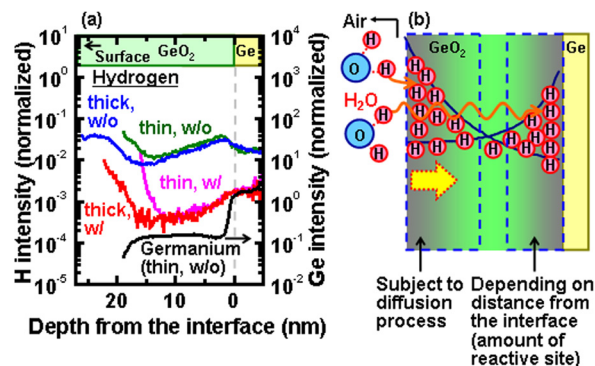 (a)
Surface
GeO2
Ge
Hydrogen
thick,
w/o
thin, w/o
thin, w/
thick,
w/
Germanium
(thin, w/o)
H intensity (normalized)
10^1
10^0
10^-1
10^-2
10^-3
10^-4
10^-5
Ge intensity (normalized)
10^4
10^3
10^2
10^1
10^0
10^-1
10^-2
20
10
0
Depth from the interface (nm)
(b)
Air
GeO2
Ge
H
O
H2O
O
H
H
Subject to
diffusion
process
Depending on
distance from
the interface
(amount of
reactive site)